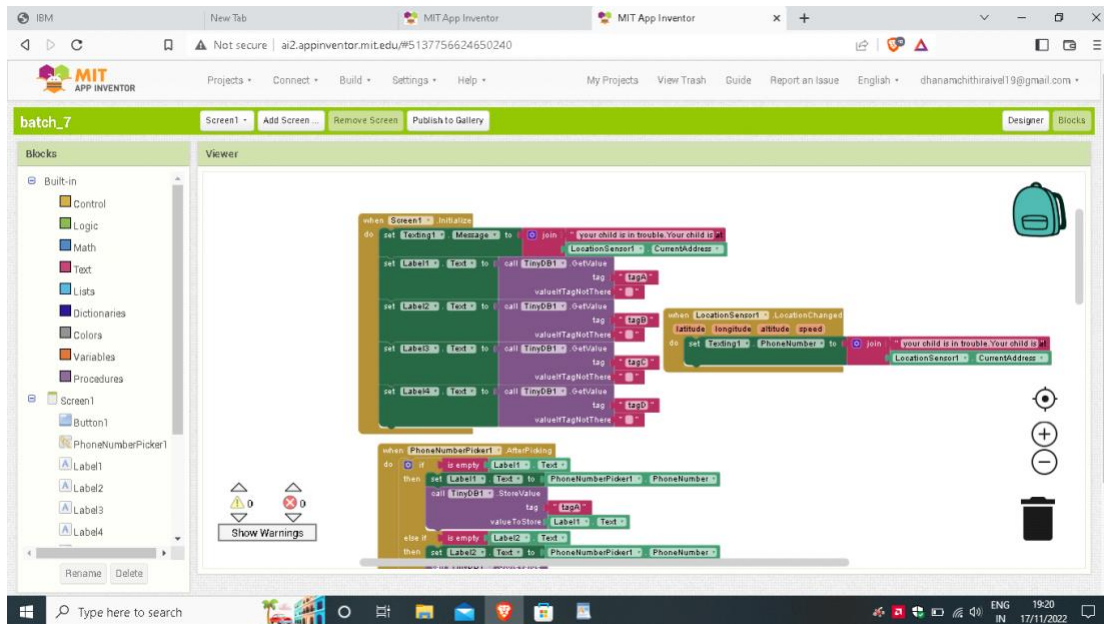 IBM New Tab MIT App Inventor MIT App Inventor
Not secure ai2.appinventor.mit.edu/#5137756624650240
MIT APP INVENTOR Projects Connect Build Settings Help My Projects View Trash Guide Report an Issue English dhanamchithiraivel19@gmail.com
batch_7 Screen1 Add Screen ... Remove Screen Publish to Gallery Designer Blocks
Blocks Viewer
Built-in
Control
Logic
Math
Text
Lists
Dictionaries
Colors
Variables
Procedures
Screen1
Button1
PhoneNumberPicker1
Label1
Label2
Label3
Label4
Rename Delete
when Screen1 .Initialize
do set Texting1 . Message to join " your child is in trouble.Your child is at
LocationSensor1 . CurrentAddress
set Label1 . Text to call TinyDB1 .GetValue
tag " tagA "
valueIfTagNotThere " "
set Label2 . Text to call TinyDB1 .GetValue
tag
valueIfTagNotThere " "
set Label3 . Text to call TinyDB1 .GetValue
tag " tagC "
valueIfTagNotThere " "
set Label4 . Text to call TinyDB1 .GetValue
tag " tagD "
valueIfTagNotThere " "
when LocationSensor1 .LocationChanged
latitude longitude altitude speed
do set Texting1 . PhoneNumber to join " your child is in trouble.Your child is at
LocationSensor1 . CurrentAddress
when PhoneNumberPicker1 .AfterPicking
do if is empty Label1 . Text
then set Label1 . Text to PhoneNumberPicker1 . PhoneNumber
call TinyDB1 .StoreValue
tag " tagA "
valueToStore Label1 . Text
else if is empty Label2 . Text
then set Label2 . Text to PhoneNumberPicker1 . PhoneNumber
0 0
Show Warnings
Type here to search ENG IN 19:20 17/11/2022